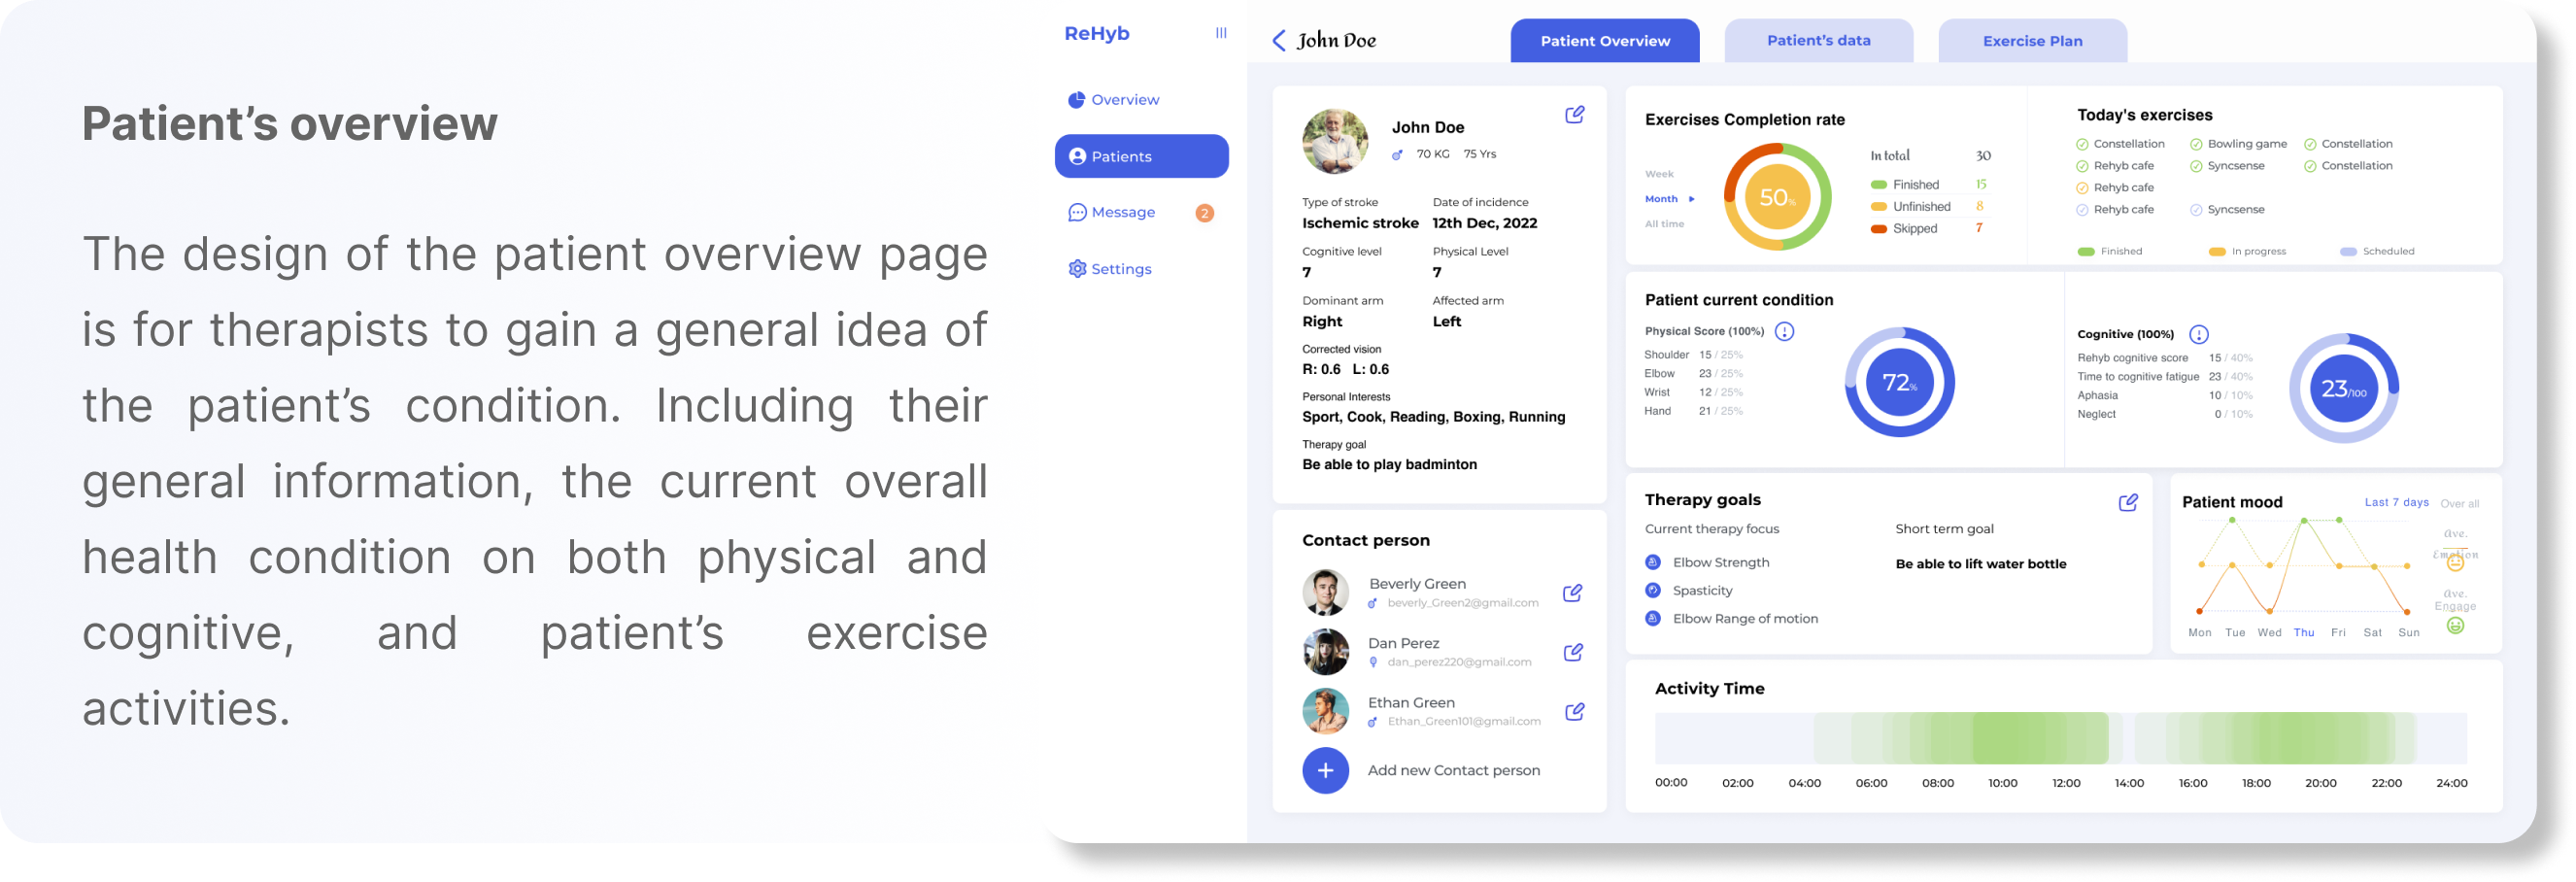 Patient’s overview
The design of the patient overview page
is for therapists to gain a general idea of
the patient’s condition. Including their
general information, the current overall
health condition on both physical and
cognitive, and patient’s exercise
activities.
ReHyb
Overview
Patients
Message 2
Settings
John Doe
Patient Overview
Patient’s data
Exercise Plan
John Doe
70 KG 75 Yrs
Type of stroke Date of incidence
Ischemic stroke 12th Dec, 2022
Cognitive level Physical Level
7 7
Dominant arm Affected arm
Right Left
Corrected vision
R: 0.6 L: 0.6
Personal Interests
Sport, Cook, Reading, Boxing, Running
Therapy goal
Be able to play badminton
Contact person
Beverly Green
beverly_Green2@gmail.com
Dan Perez
dan_perez220@gmail.com
Ethan Green
Ethan_Green101@gmail.com
Add new Contact person
Exercises Completion rate
Week
Month
All time
50%
In total 30
Finished 15
Unfinished 8
Skipped 7
Today's exercises
Constellation Bowling game Constellation
Rehyb cafe Syncsense Constellation
Rehyb cafe
Rehyb cafe Syncsense
Finished In progress Scheduled
Patient current condition
Physical Score (100%)
Shoulder 15 / 25%
Elbow 23 / 25%
Wrist 12 / 25%
Hand 21 / 25%
72%
Cognitive (100%)
Rehyb cognitive score 15 / 40%
Time to cognitive fatigue 23 / 40%
Aphasia 10 / 10%
Neglect 0 / 10%
23/100
Therapy goals
Current therapy focus Short term goal
Elbow Strength Be able to lift water bottle
Spasticity
Elbow Range of motion
Patient mood Last 7 days Over all
Ave.
Emotion
Ave.
Engage
Mon Tue Wed Thu Fri Sat Sun
Activity Time
00:00 02:00 04:00 06:00 08:00 10:00 12:00 14:00 16:00 18:00 20:00 22:00 24:00